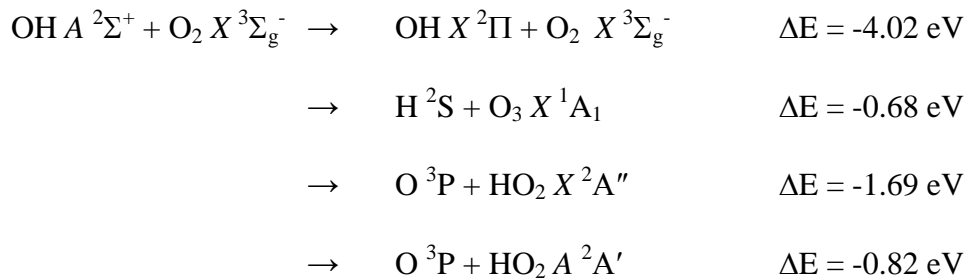 OH A ²Σ⁺ + O₂ X ³Σg⁻ → OH X ²Π + O₂ X ³Σg⁻ ΔE = -4.02 eV
→ H ²S + O₃ X ¹A₁ ΔE = -0.68 eV
→ O ³P + HO₂ X ²A″ ΔE = -1.69 eV
→ O ³P + HO₂ A ²A′ ΔE = -0.82 eV